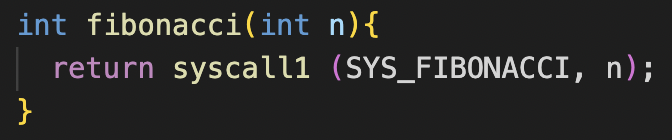 int fibonacci(int n){
  return syscall1 (SYS_FIBONACCI, n);
}